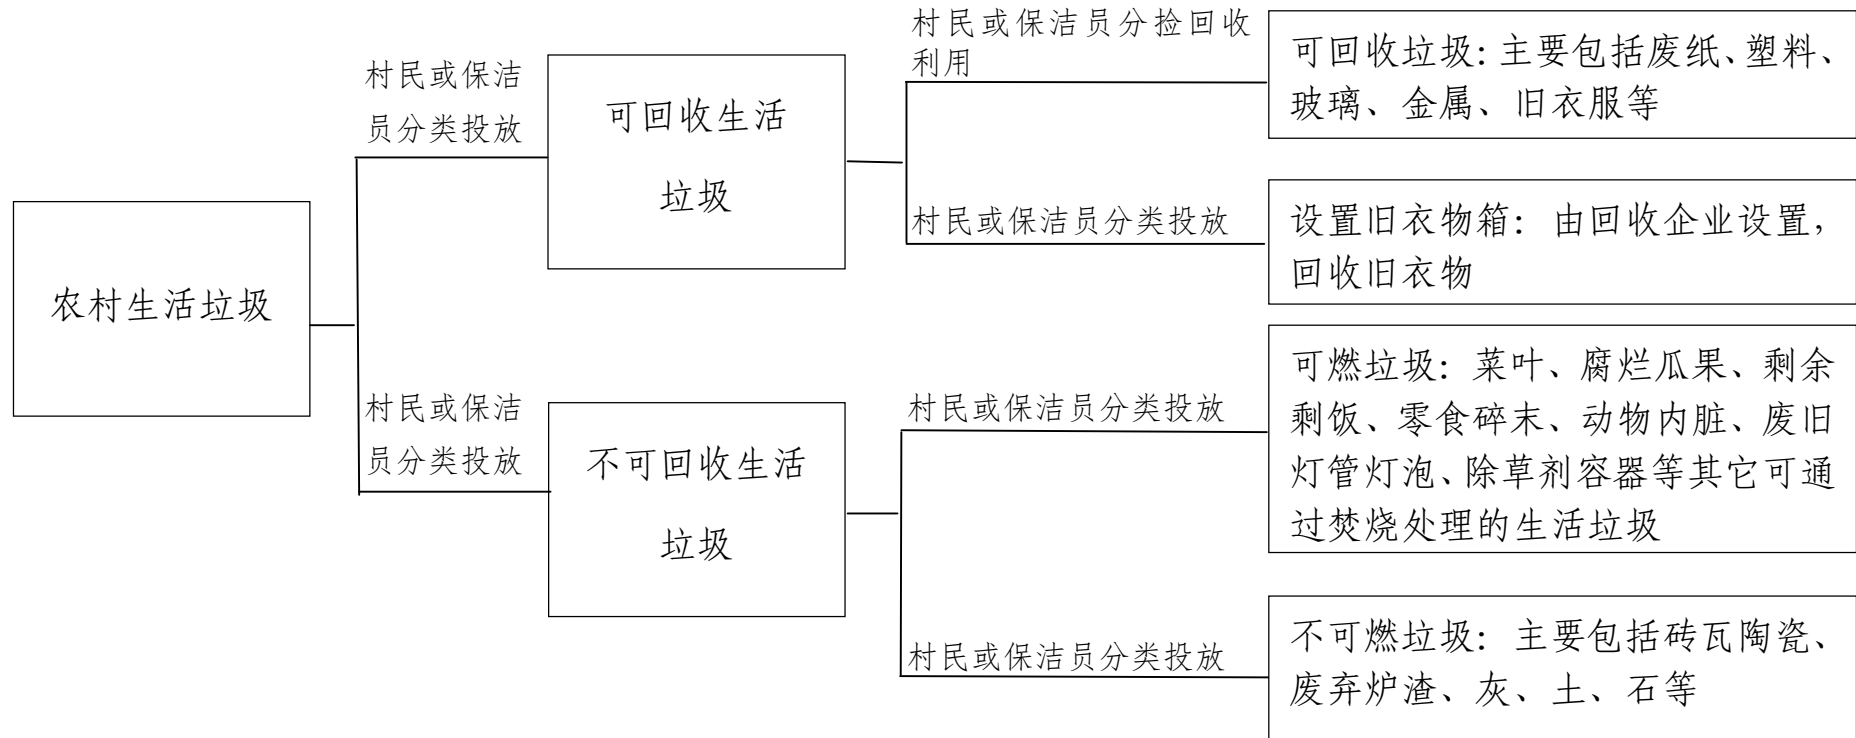 农村生活垃圾
村民或保洁
员分类投放
可回收生活
垃圾
村民或保洁员分捡回收
利用
可回收垃圾：主要包括废纸、塑料、
玻璃、金属、旧衣服等
村民或保洁员分类投放
设置旧衣物箱：由回收企业设置，
回收旧衣物
村民或保洁
员分类投放
不可回收生活
垃圾
村民或保洁员分类投放
可燃垃圾：菜叶、腐烂瓜果、剩余
剩饭、零食碎末、动物内脏、废旧
灯管灯泡、除草剂容器等其它可通
过焚烧处理的生活垃圾
村民或保洁员分类投放
不可燃垃圾：主要包括砖瓦陶瓷、
废弃炉渣、灰、土、石等